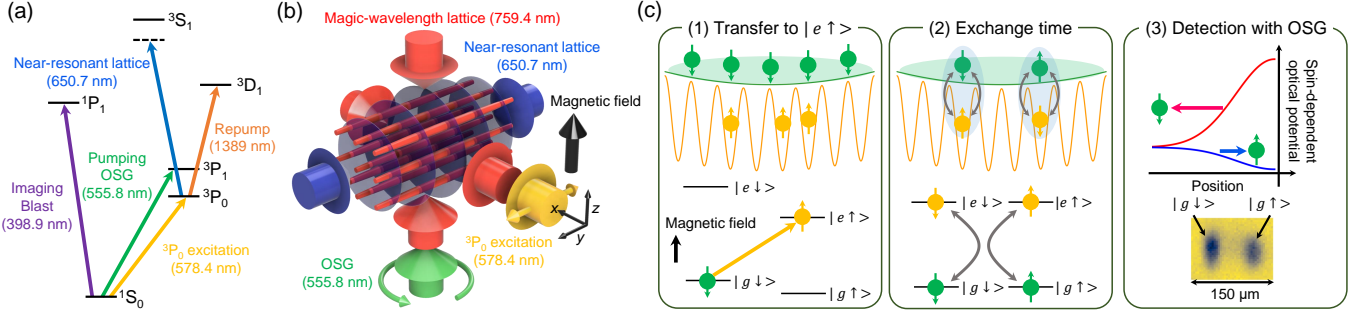 (a)
³S₁
Near-resonant lattice
(650.7 nm)
¹P₁
³D₁
Repump
(1389 nm)
Pumping
OSG
(555.8 nm)
³P₁
³P₀
Imaging
Blast
(398.9 nm)
³P₀ excitation
(578.4 nm)
¹S₀
(b)
Magic-wavelength lattice (759.4 nm)
Near-resonant lattice
(650.7 nm)
Magnetic field
x
z
y
³P₀ excitation
(578.4 nm)
OSG
(555.8 nm)
(c)
(1) Transfer to | e ↑>
| e ↓>
| e ↑>
Magnetic field
| g ↓>
| g ↑>
(2) Exchange time
| e ↓>
| e ↑>
| g ↓>
| g ↑>
(3) Detection with OSG
Spin-dependent
optical potential
Position
| g ↓>
| g ↑>
150 μm